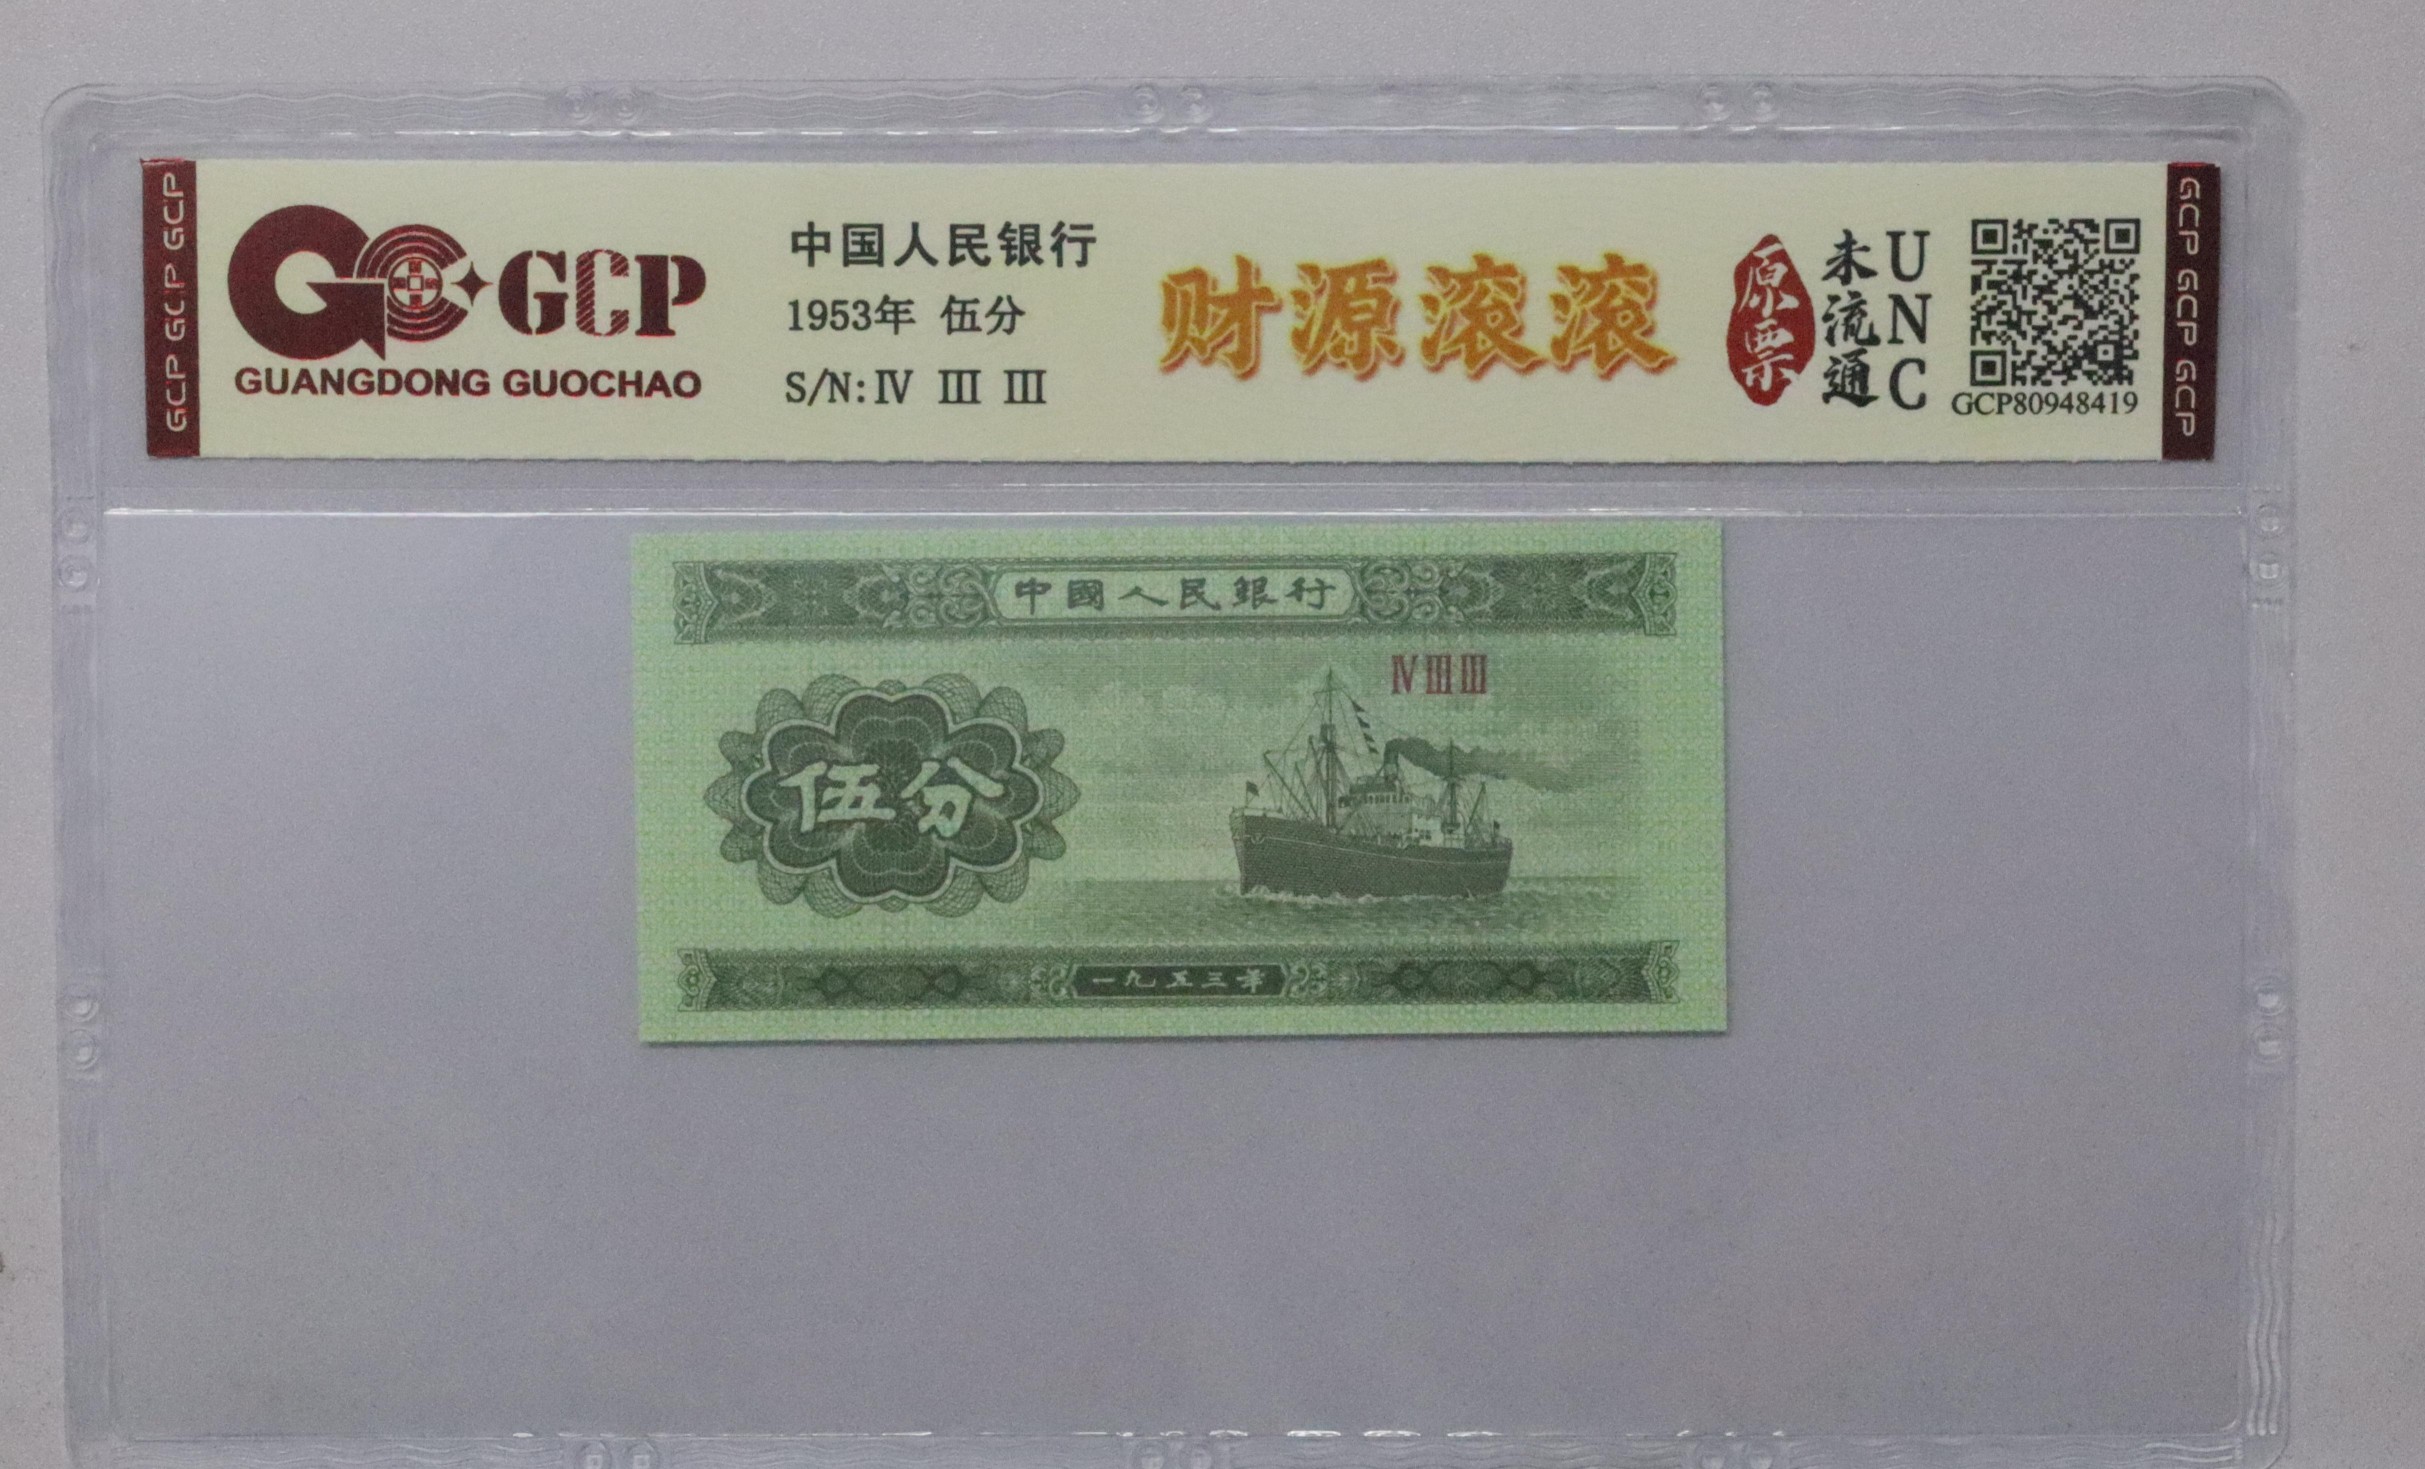 GCP GCP GCP
GCP
GUANGDONG GUOCHAO
中国人民银行
1953年 伍分
S/N: IV III III
财源滚滚
原票
未流通
UNC
GCP80948419
GCP GCP GCP
中國人民銀行
IV III III
伍分
一九五三年